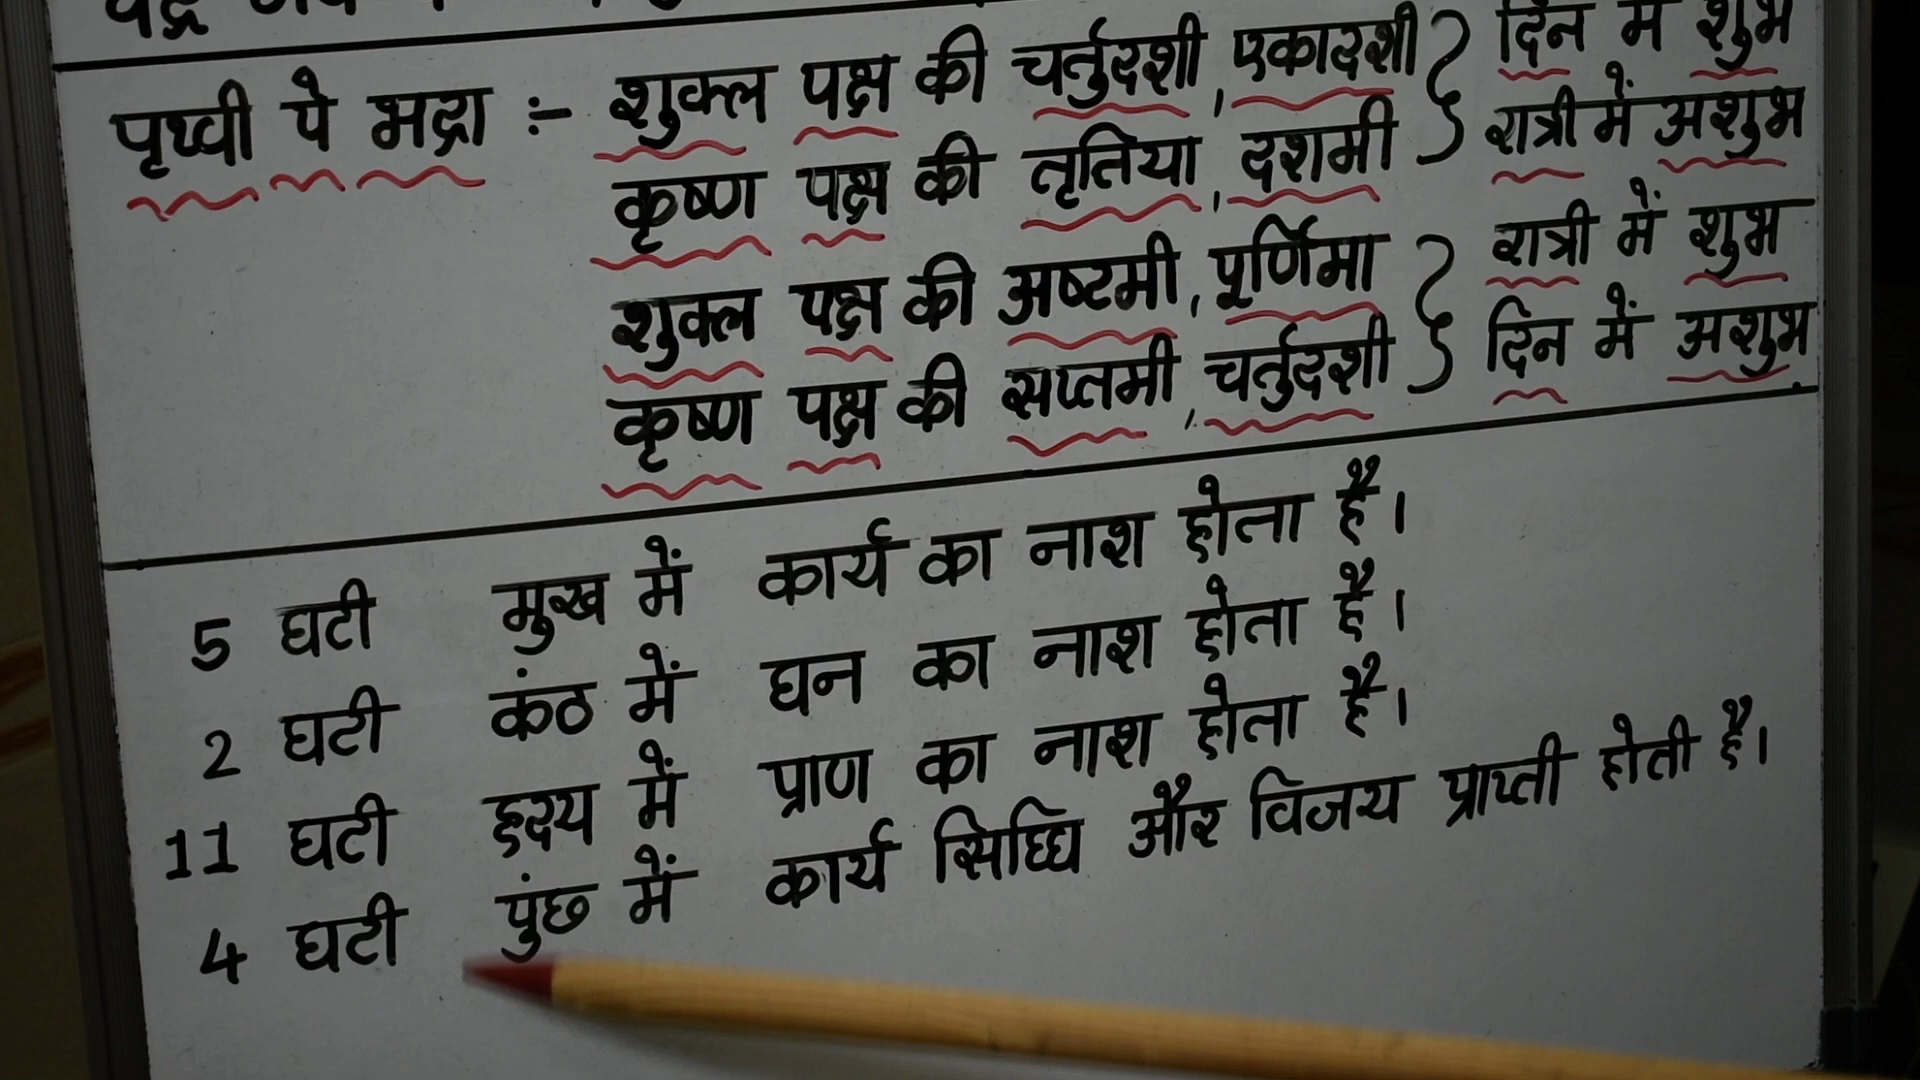 पृथ्वी पे भद्रा :- शुक्ल पक्ष की चर्तुदशी, एकादशी } दिन में शुभ
कृष्ण पक्ष की तृतिया, दशमी } रात्री में अशुभ
शुक्ल पक्ष की अष्टमी, पूर्णिमा } रात्री में शुभ
कृष्ण पक्ष की सप्तमी, चर्तुदशी } दिन में अशुभ
5 घटी मुख में कार्य का नाश होता है।
2 घटी कंठ में घन का नाश होता है।
11 घटी ह्रदय में प्राण का नाश होता है।
4 घटी पुंछ में कार्य सिघ्घि और विजय प्राप्ती होती है।